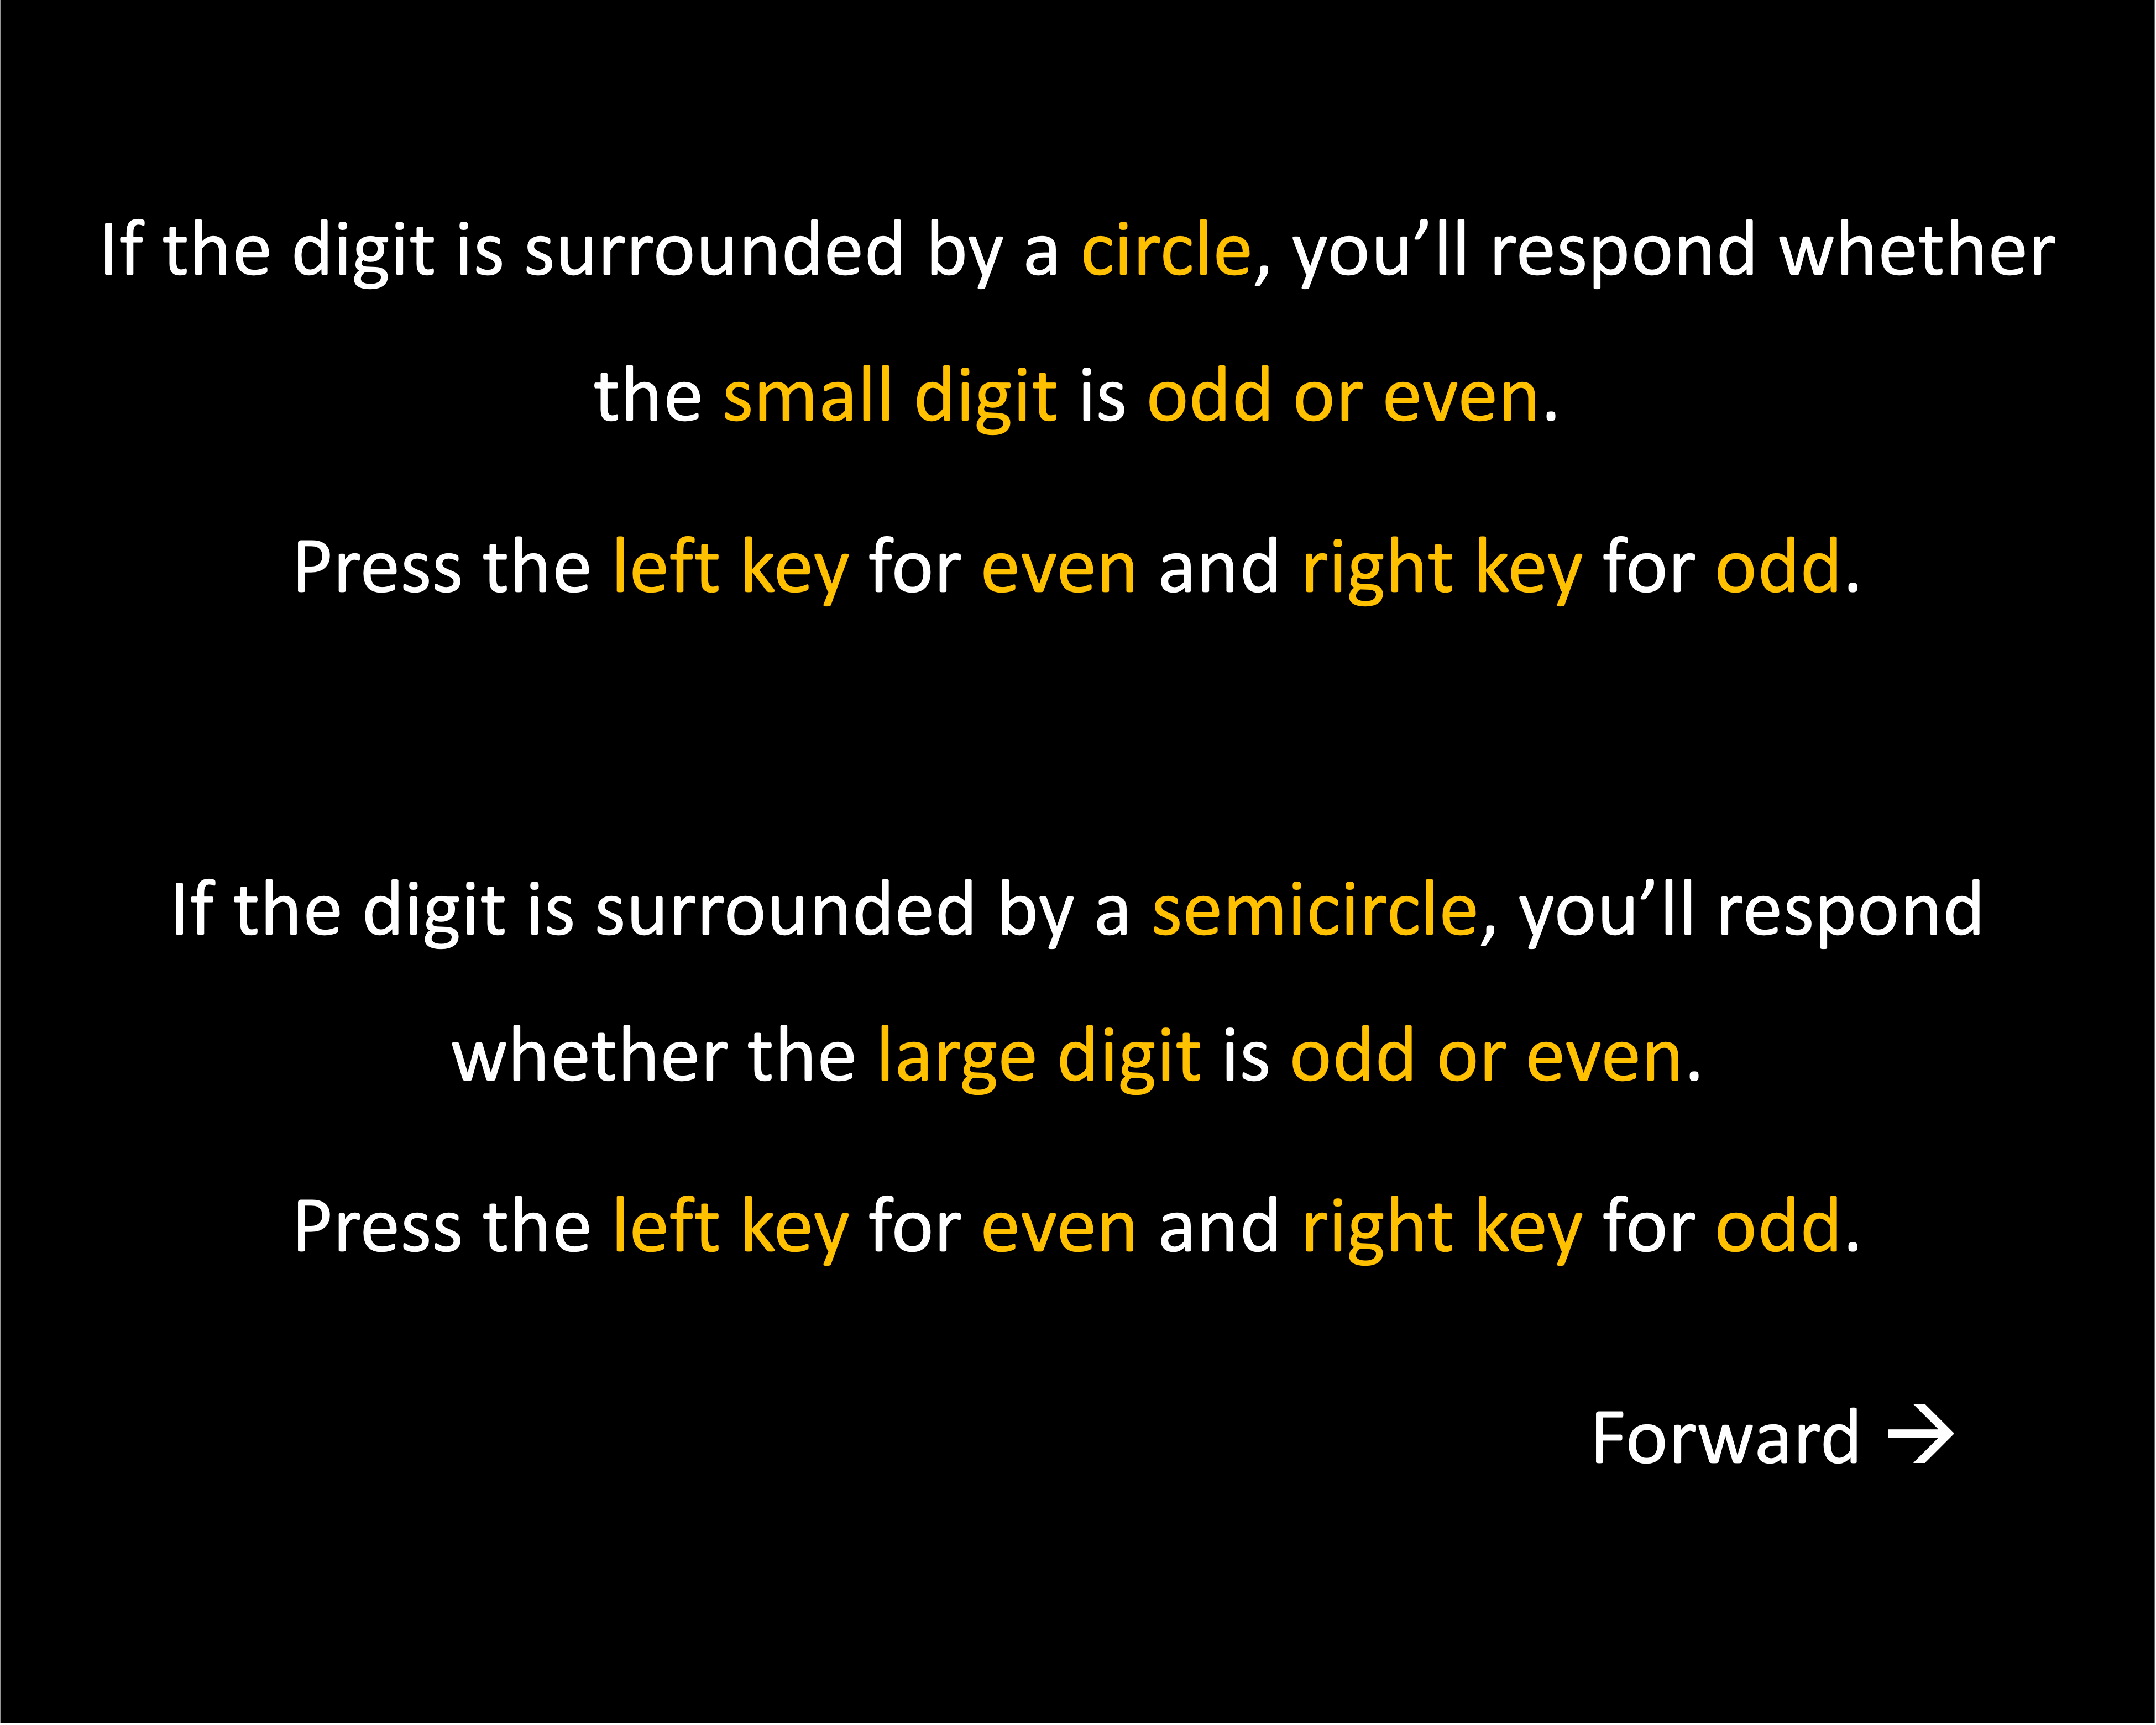 If the digit is surrounded by a circle, you’ll respond whether
the small digit is odd or even.
Press the left key for even and right key for odd.
If the digit is surrounded by a semicircle, you’ll respond
whether the large digit is odd or even.
Press the left key for even and right key for odd.
Forward →